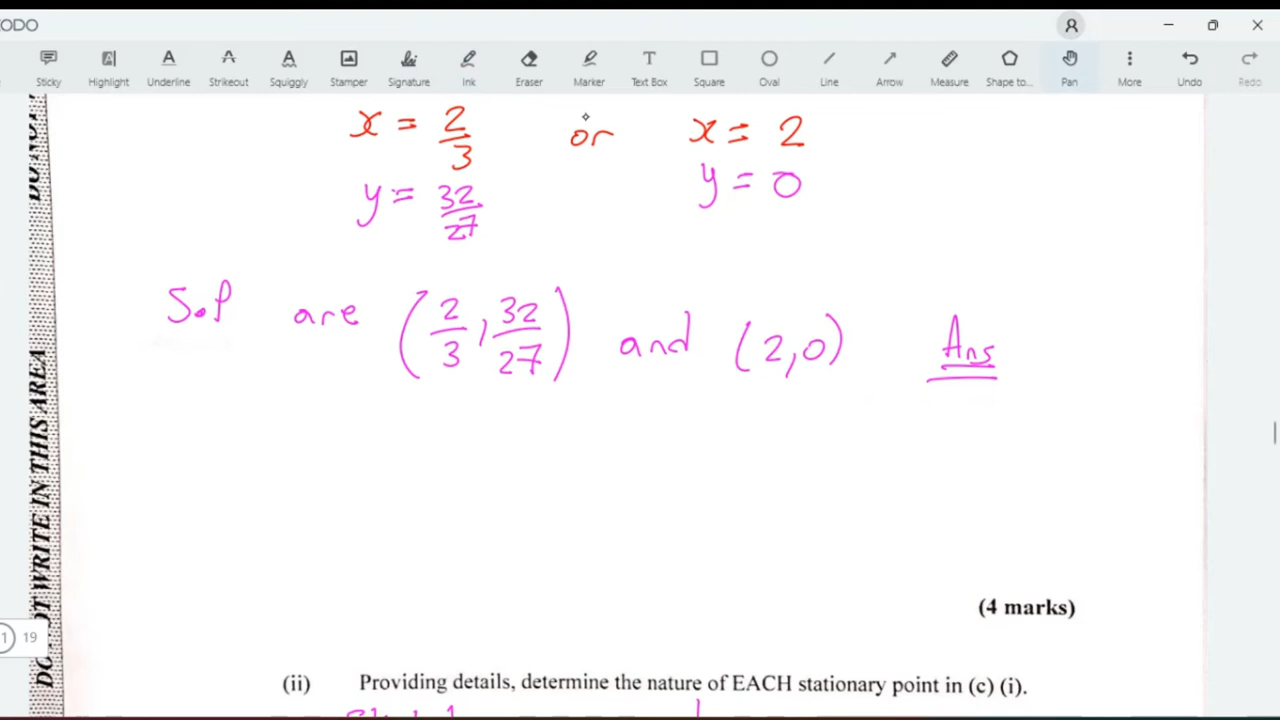 ODO
Sticky Highlight Underline Strikeout Squiggly Stamper Signature Ink Eraser Marker Text Box Square Oval Line Arrow Measure Shape to... Pan More Undo Redo
x = 2/3 or x = 2
y = 32/27 y = 0
S.P are (2/3, 32/27) and (2,0) Ans
(4 marks)
1 19
(ii) Providing details, determine the nature of EACH stationary point in (c) (i).
WRITE IN THIS AREA